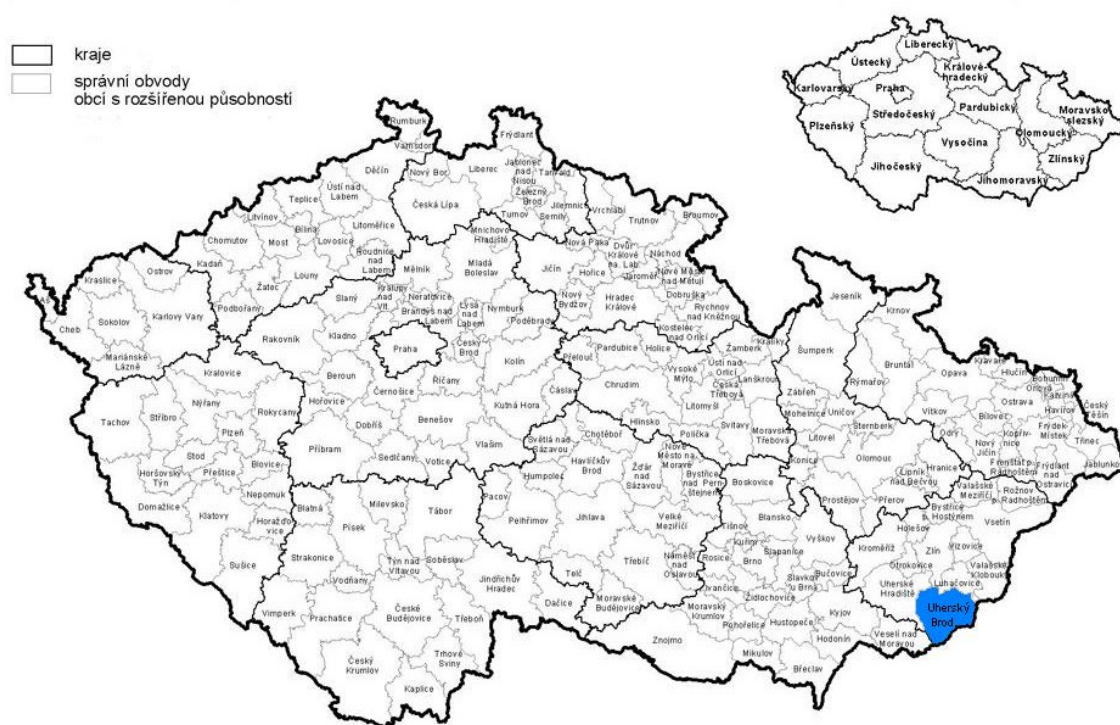 kraje
správní obvody
obcí s rozšířenou působností
Liberecký
Ústecký
Králové-
hradecký
Karlovarský
Praha
Pardubický
Moravsko
slezský
Plzeňský
Středočeský
Olomoucký
Vysočina
Zlínský
Jihočeský
Jihomoravský
Rumburk
Varnsdorf
Frýdlant
Děčín
Nový Bor
Liberec
Jablonec
nad
Nisou
Tanvald
Ústí nad
Labem
Teplice
Česká Lípa
Železný
Brod
Jilemnice
Turnov
Semily
Vrchlabí
Trutnov
Broumov
Litvínov
Bílina
Litoměřice
Chomutov
Most
Lovosice
Mnichovo
Hradiště
Roudnice
nad
Labem
Nová Paka
Dvůr
Králové
na. Lab.
Náchod
Kadaň
Louny
Mělník
Mladá
Boleslav
Jičín
Hořice
Jaroměř
Nové Město
nad Metují
Kraslice
Ostrov
Žatec
Podbořany
Slaný
Kralupy
nad
Vlt.
Neratovice
Brandýs nad
Labem
Lysá
nad
Labem
Nymburk
Poděbrady
Nový
Bydžov
Hradec
Králové
Dobruška
Rychnov
nad Kněžnou
Kostelec
nad Orlicí
Aš
Cheb
Sokolov
Karlovy Vary
Rakovník
Kladno
Praha
Český
Brod
Kolín
Mariánské
Lázně
Kralovice
Beroun
Černošice
Říčany
Přelouč
Pardubice
Holice
Žamberk
Králíky
Jeseník
Krnov
Šumperk
Bruntál
Rýmařov
Opava
Kravaře
Hlučín
Bohumín
Orlová
Karviná
Český
Těšín
Ostrava
Havířov
Tachov
Stříbro
Nýřany
Rokycany
Hořovice
Plzeň
Dobříš
Benešov
Kutná Hora
Čáslav
Chrudim
Vysoké
Mýto
Ústí nad
Orlicí
Česká
Třebová
Lanškroun
Litomyšl
Zábřeh
Mohelnice
Uničov
Šternberk
Vítkov
Bílovec
Frýdek-
Místek
Třinec
Jablunkov
Stod
Přeštice
Blovice
Horšovský
Týn
Příbram
Sedlčany
Votice
Vlašim
Světlá nad
Sázavou
Chotěboř
Hlinsko
Polička
Svitavy
Moravská
Třebová
Litovel
Konice
Olomouc
Odry
Nový
Jičín
Kopřiv-
nice
Frenštát p.
Radhoštěm
Frýdlant
nad
Ostravicí
Domažlice
Klatovy
Nepomuk
Horažďo-
vice
Sušice
Blatná
Milevsko
Písek
Tábor
Pacov
Humpolec
Havlíčkův
Brod
Žďár
nad
Sázavou
Nové
Město na
Moravě
Bystřice
nad Pern-
štejnem
Boskovice
Prostějov
Přerov
Lipník
nad Bečvou
Hranice
Valašské
Meziříčí
Rožnov
p. Radhoštěm
Bystřice
p. Hostýnem
Vsetín
Strakonice
Vodňany
Týn nad
Vltavou
Soběslav
Pelhřimov
Jihlava
Velké
Meziříčí
Tišnov
Blansko
Kuřim
Vyškov
Kroměříž
Holešov
Zlín
Vizovice
Otrokovice
Valašské
Klobouky
Luhačovice
Vimperk
Prachatice
České
Budějovice
Třeboň
Jindřichův
Hradec
Dačice
Telč
Třebíč
Náměšť
nad
Oslavou
Rosice
Brno
Šlapanice
Slavkov
u Brna
Bučovice
Uherské
Hradiště
Uherský
Brod
Český
Krumlov
Trhové
Sviny
Kaplice
Moravské
Budějovice
Znojmo
Moravský
Krumlov
Ivančice
Židlochovice
Pohořelice
Hustopeče
Kyjov
Hodonín
Veselí nad
Moravou
Mikulov
Břeclav